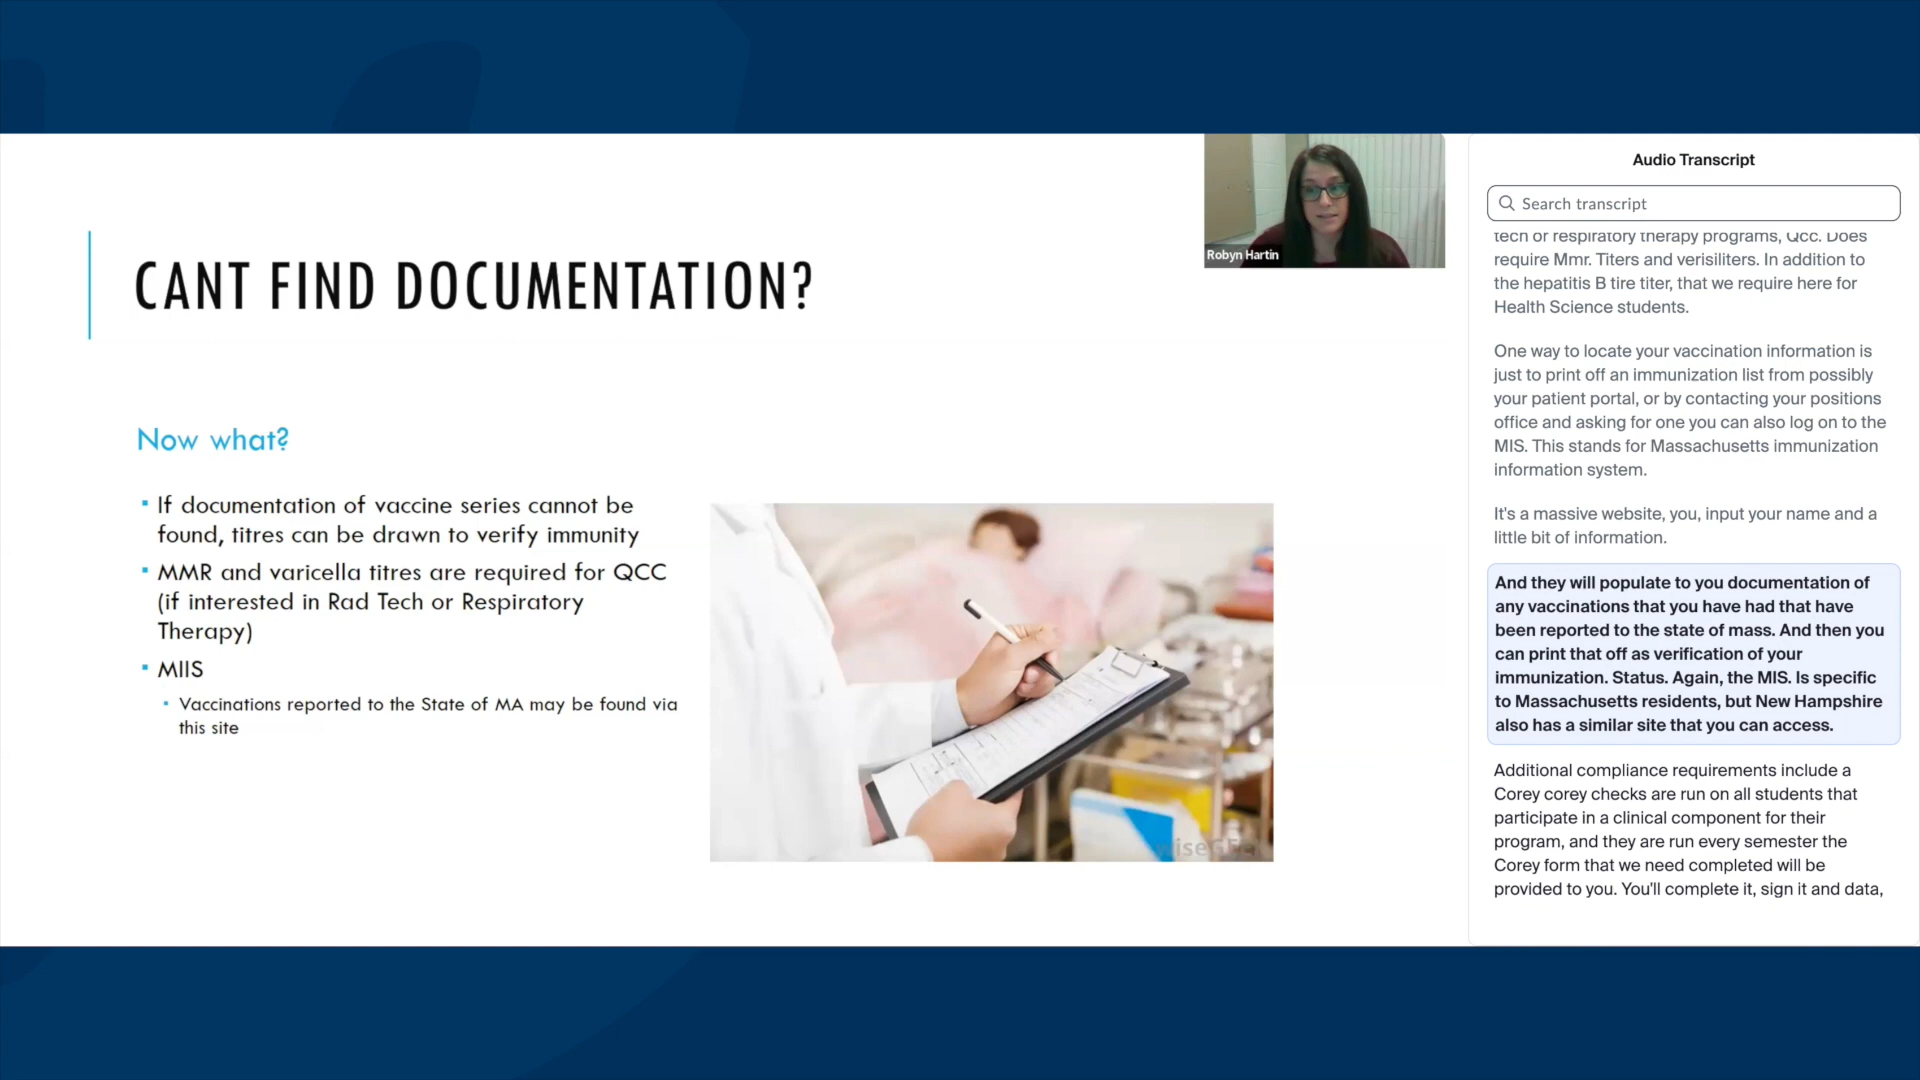 CANT FIND DOCUMENTATION?
Now what?
If documentation of vaccine series cannot be
found, titres can be drawn to verify immunity
MMR and varicella titres are required for QCC
(if interested in Rad Tech or Respiratory
Therapy)
MIIS
Vaccinations reported to the State of MA may be found via
this site
Robyn Hartin
Audio Transcript
Search transcript
tech or respiratory therapy programs, Qcc. Does
require Mmr. Titers and verisiliters. In addition to
the hepatitis B tire titer, that we require here for
Health Science students.
One way to locate your vaccination information is
just to print off an immunization list from possibly
your patient portal, or by contacting your positions
office and asking for one you can also log on to the
MIS. This stands for Massachusetts immunization
information system.
It's a massive website, you, input your name and a
little bit of information.
And they will populate to you documentation of
any vaccinations that you have had that have
been reported to the state of mass. And then you
can print that off as verification of your
immunization. Status. Again, the MIS. Is specific
to Massachusetts residents, but New Hampshire
also has a similar site that you can access.
Additional compliance requirements include a
Corey corey checks are run on all students that
participate in a clinical component for their
program, and they are run every semester the
Corey form that we need completed will be
provided to you. You'll complete it, sign it and data,